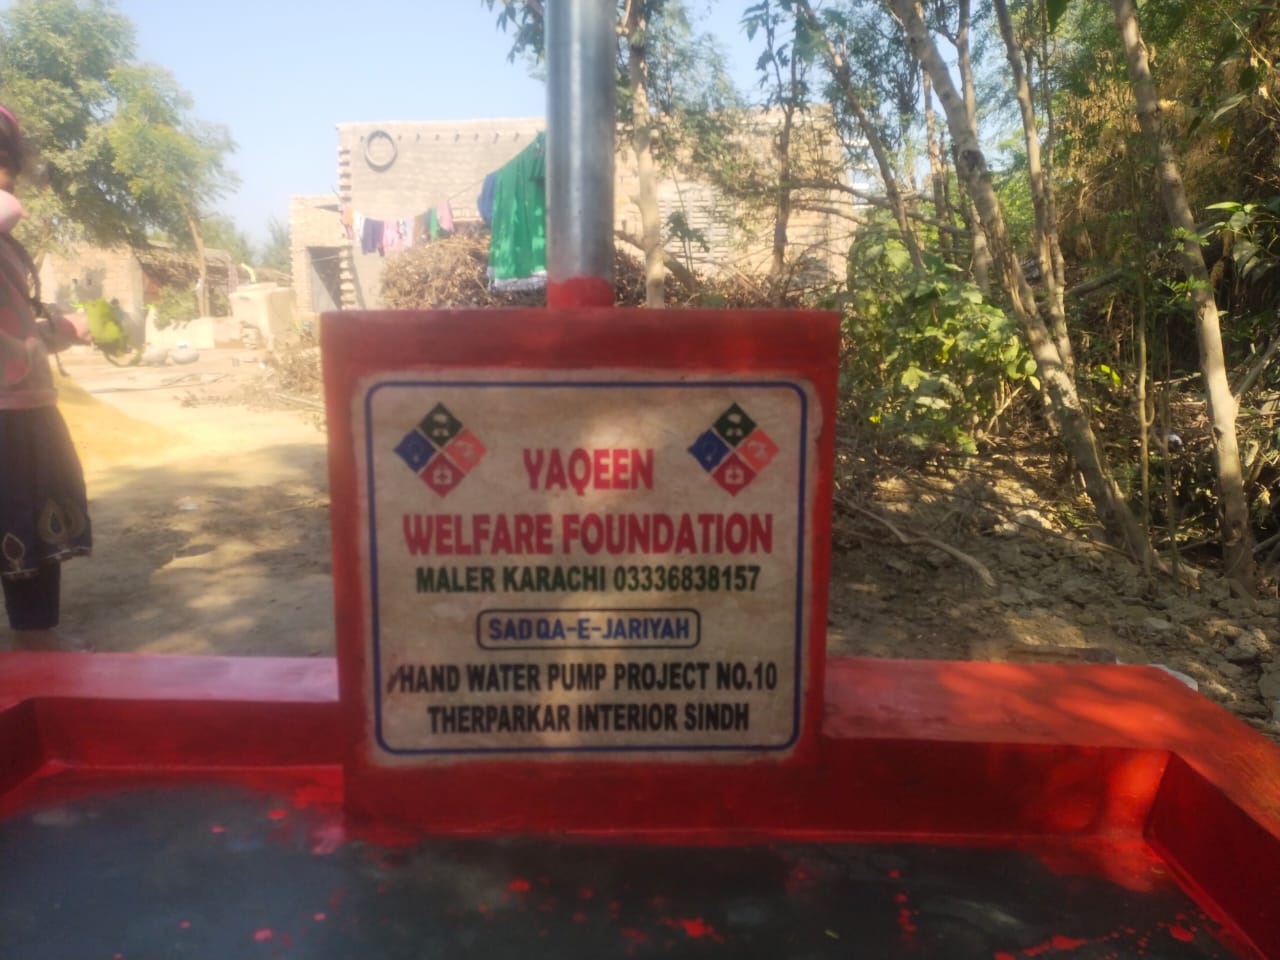 YAQEEN
WELFARE FOUNDATION
MALER KARACHI 03336838157
SADQA-E-JARIYAH
HAND WATER PUMP PROJECT NO.10
THERPARKAR INTERIOR SINDH